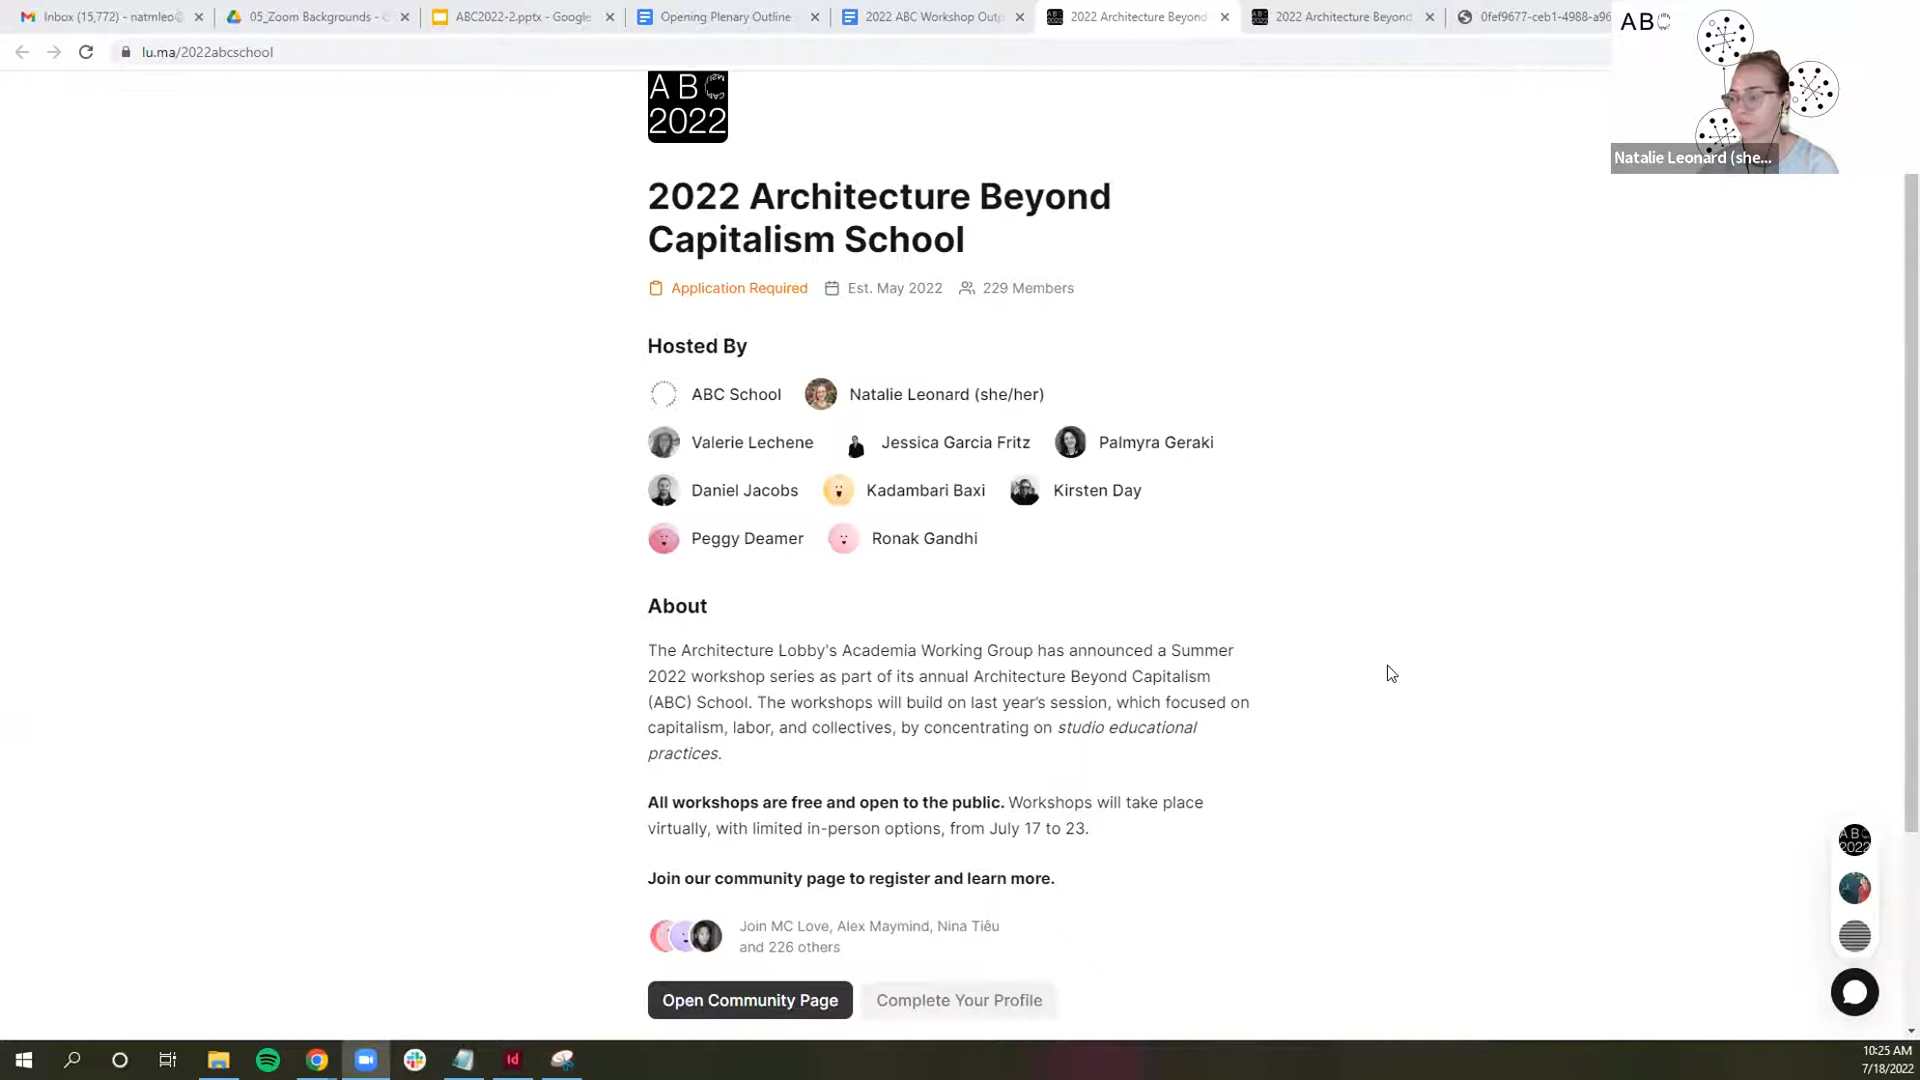 Inbox (15,772) - natmleo@
05_Zoom Backgrounds -
ABC2022-2.pptx - Google
Opening Plenary Outline
2022 ABC Workshop Out
2022 Architecture Beyond
2022 Architecture Beyond
0fef9677-ceb1-4988-a96
lu.ma/2022abcschool
ABC
Natalie Leonard (she...
ABC
2022
2022 Architecture Beyond
Capitalism School
Application Required
Est. May 2022
229 Members
Hosted By
ABC School
Natalie Leonard (she/her)
Valerie Lechene
Jessica Garcia Fritz
Palmyra Geraki
Daniel Jacobs
Kadambari Baxi
Kirsten Day
Peggy Deamer
Ronak Gandhi
About
The Architecture Lobby's Academia Working Group has announced a Summer
2022 workshop series as part of its annual Architecture Beyond Capitalism
(ABC) School. The workshops will build on last year's session, which focused on
capitalism, labor, and collectives, by concentrating on studio educational
practices.
All workshops are free and open to the public. Workshops will take place
virtually, with limited in-person options, from July 17 to 23.
Join our community page to register and learn more.
Join MC Love, Alex Maymind, Nina Tiêu
and 226 others
Open Community Page
Complete Your Profile
ABC
2022
Id
10:25 AM
7/18/2022